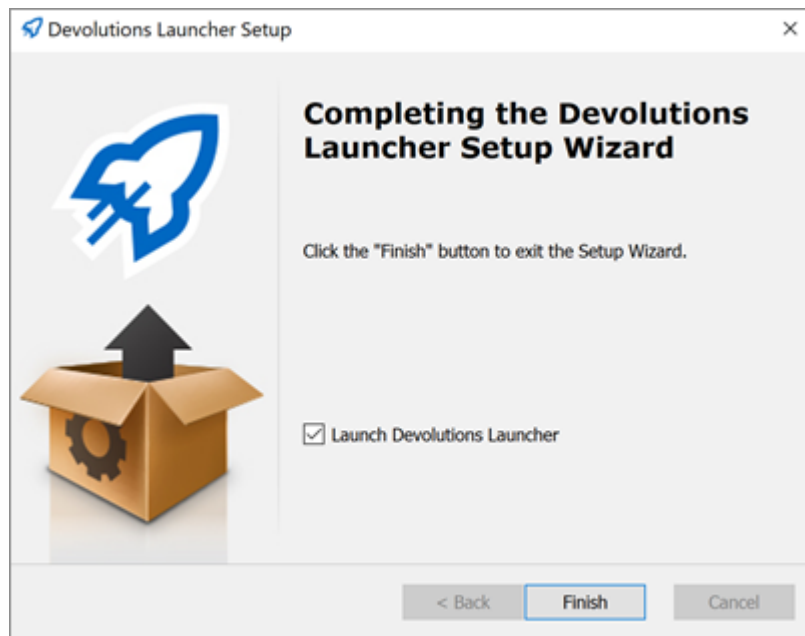 Devolutions Launcher Setup
Completing the Devolutions
Launcher Setup Wizard
Click the "Finish" button to exit the Setup Wizard.
Launch Devolutions Launcher
< Back
Finish
Cancel